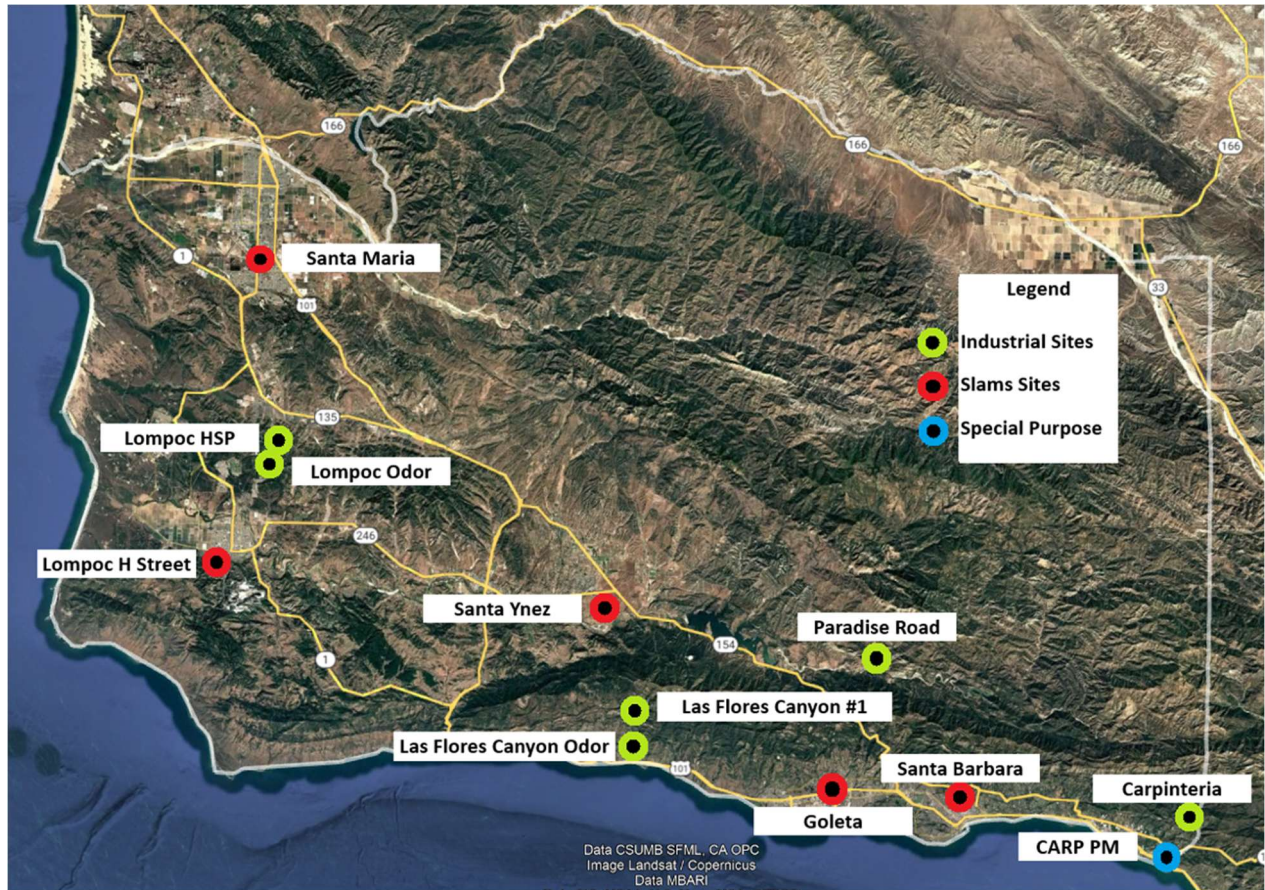 166
166
166
1
Santa Maria
101
Legend
33
Industrial Sites
Slams Sites
Special Purpose
135
Lompoc HSP
Lompoc Odor
246
Lompoc H Street
Santa Ynez
Paradise Road
154
1
Las Flores Canyon #1
Las Flores Canyon Odor
101
Santa Barbara
Carpinteria
Goleta
CARP PM
Data CSUMB SFML, CA OPC
Image Landsat / Copernicus
Data MBARI